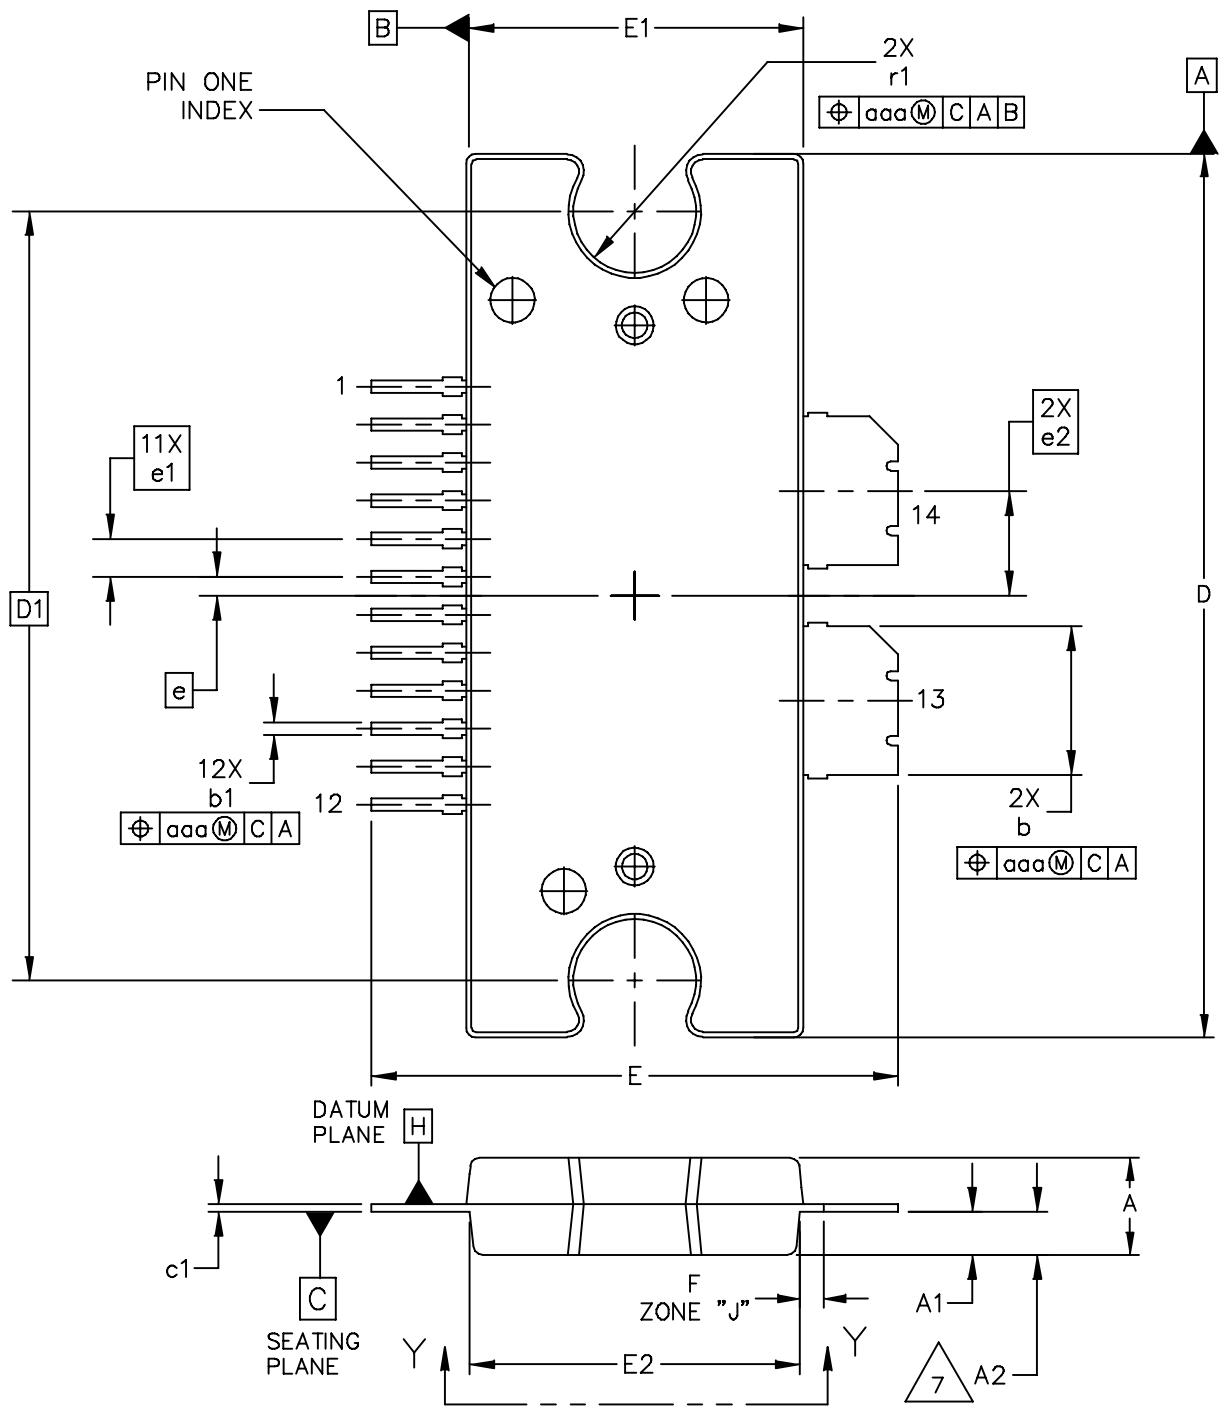 B
E1
2X
r1
⌖ aaa Ⓜ C A B
A
PIN ONE
INDEX
1
11X
e1
2X
e2
14
D1
D
e
13
12X
b1
⌖ aaa Ⓜ C A
12
2X
b
⌖ aaa Ⓜ C A
E
DATUM
PLANE
H
A
c1
C
SEATING
PLANE
F
ZONE "J"
A1
Y
Y
E2
7
A2